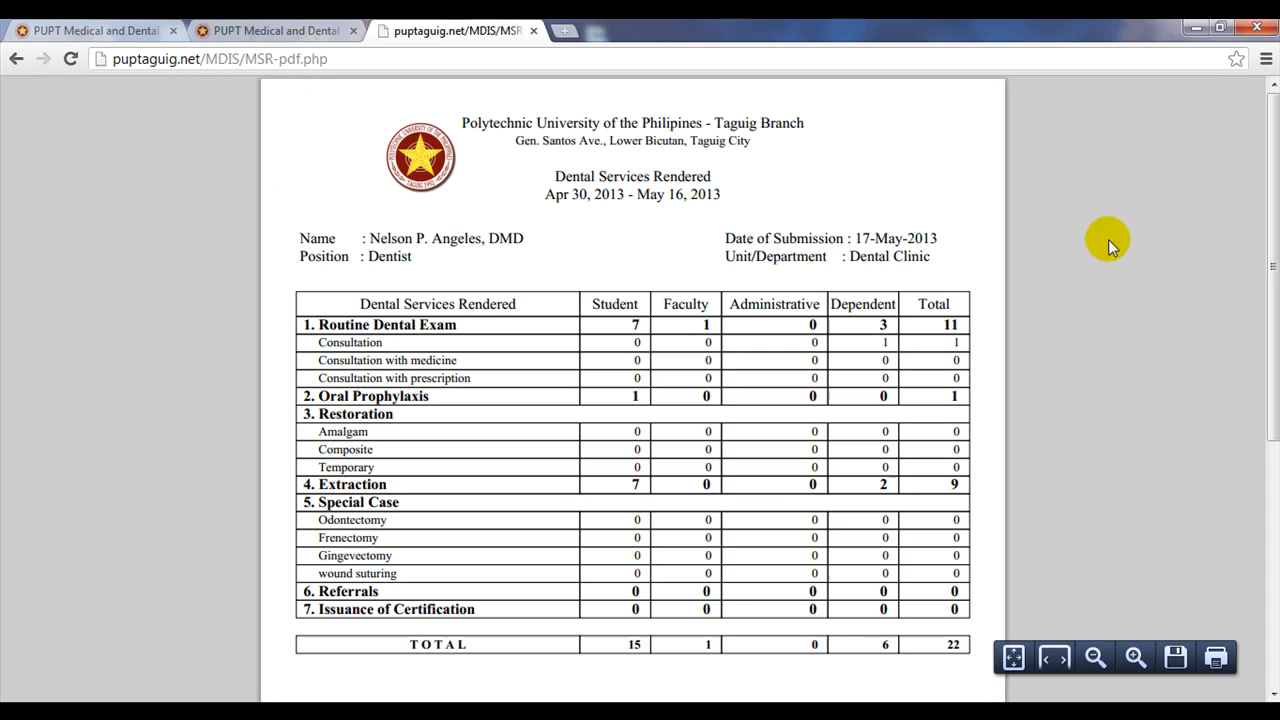 PUPT Medical and Dental
PUPT Medical and Dental
puptaguig.net/MDIS/MSR
puptaguig.net/MDIS/MSR-pdf.php
Polytechnic University of the Philipines - Taguig Branch
Gen. Santos Ave., Lower Bicutan, Taguig City
Dental Services Rendered
Apr 30, 2013 - May 16, 2013
Name : Nelson P. Angeles, DMD Date of Submission : 17-May-2013
Position : Dentist Unit/Department : Dental Clinic
Dental Services Rendered Student Faculty Administrative Dependent Total
1. Routine Dental Exam 7 1 0 3 11
Consultation 0 0 0 1 1
Consultation with medicine 0 0 0 0 0
Consultation with prescription 0 0 0 0 0
2. Oral Prophylaxis 1 0 0 0 1
3. Restoration
Amalgam 0 0 0 0 0
Composite 0 0 0 0 0
Temporary 0 0 0 0 0
4. Extraction 7 0 0 2 9
5. Special Case
Odontectomy 0 0 0 0 0
Frenectomy 0 0 0 0 0
Gingevectomy 0 0 0 0 0
wound suturing 0 0 0 0 0
6. Referrals 0 0 0 0 0
7. Issuance of Certification 0 0 0 0 0
T O T A L 15 1 0 6 22